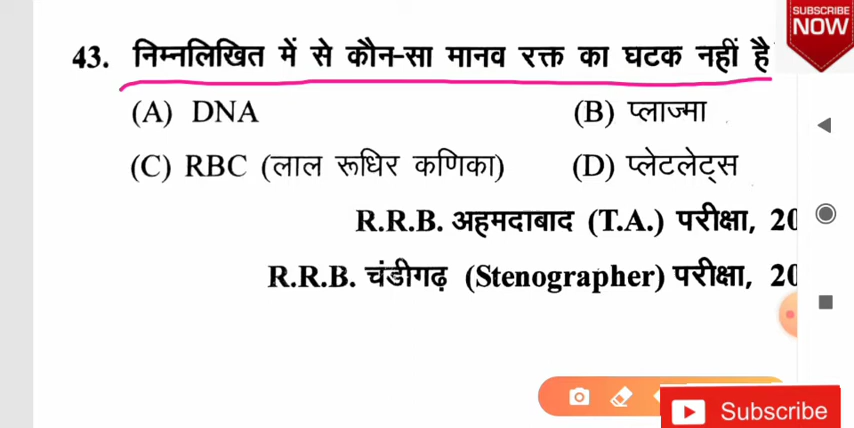 SUBSCRIBE
NOW
43. निम्नलिखित में से कौन-सा मानव रक्त का घटक नहीं है
(A) DNA (B) प्लाज्मा
(C) RBC (लाल रूधिर कणिका) (D) प्लेटलेट्स
R.R.B. अहमदाबाद (T.A.) परीक्षा, 20
R.R.B. चंडीगढ़ (Stenographer) परीक्षा, 20
Subscribe